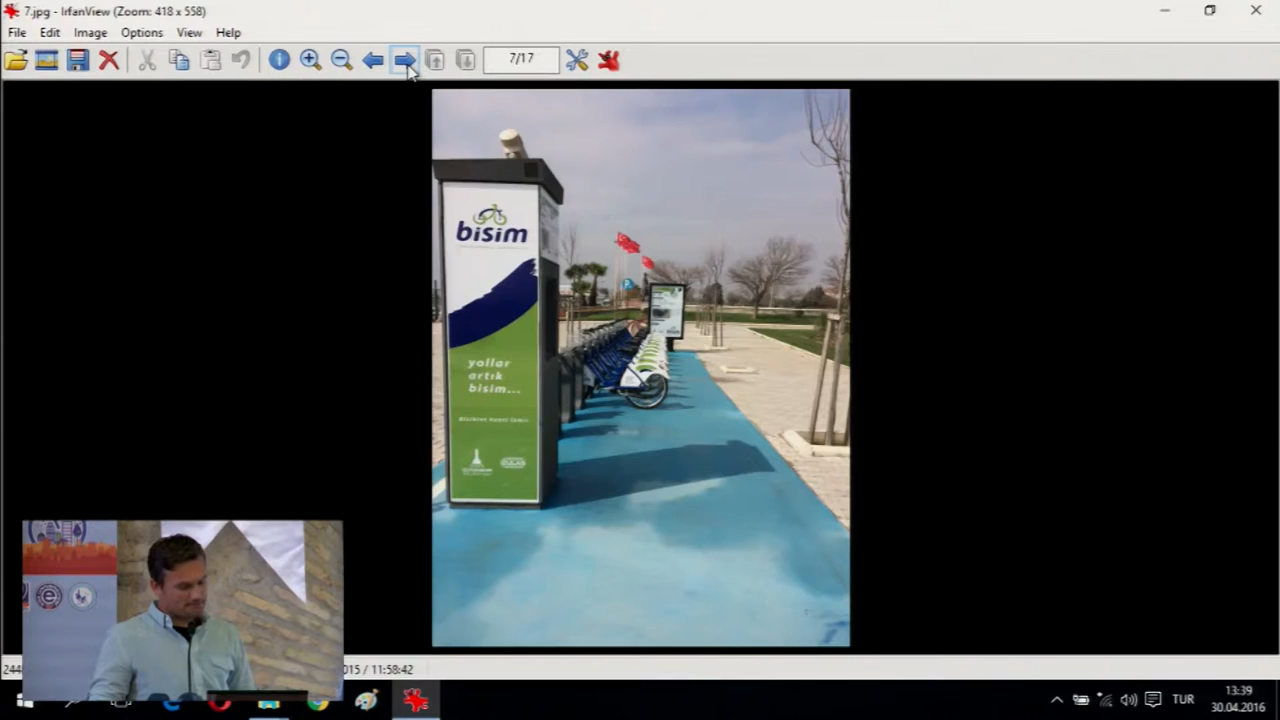 7.jpg - IrfanView (Zoom: 418 x 558)
File Edit Image Options View Help
7/17
bisim
yollar
artık
bisim...
P
015 / 11:58:42
TUR
13:39
30.04.2016